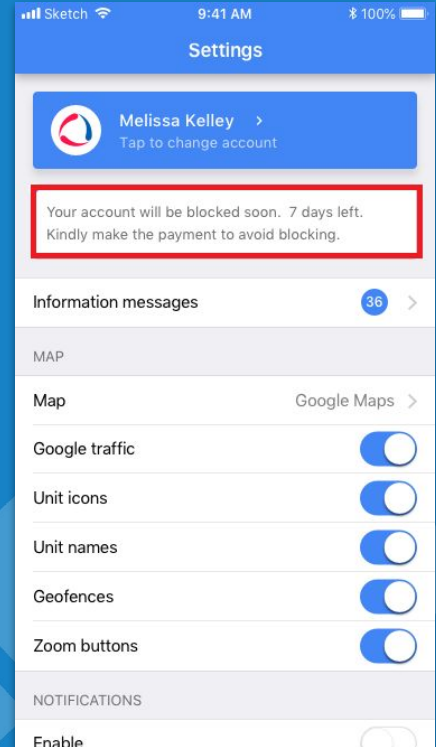 Sketch 9:41 AM 100%
Settings
Melissa Kelley
Tap to change account
Your account will be blocked soon. 7 days left.
Kindly make the payment to avoid blocking.
Information messages 36
MAP
Map Google Maps
Google traffic
Unit icons
Unit names
Geofences
Zoom buttons
NOTIFICATIONS
Enable